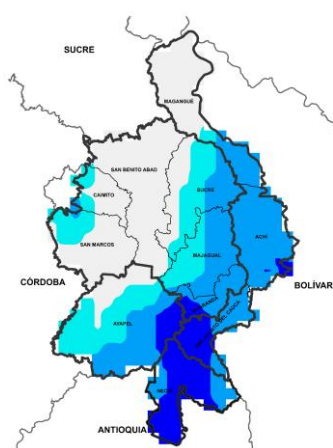 SUCRE
MAGANGUÉ
SAN BENITO ABAD
CAIMITO
SUCRE
SAN MARCOS
MAJAGUAL
ACHÍ
CÓRDOBA
BOLÍVAR
AYAPEL
ANTIOQUIA